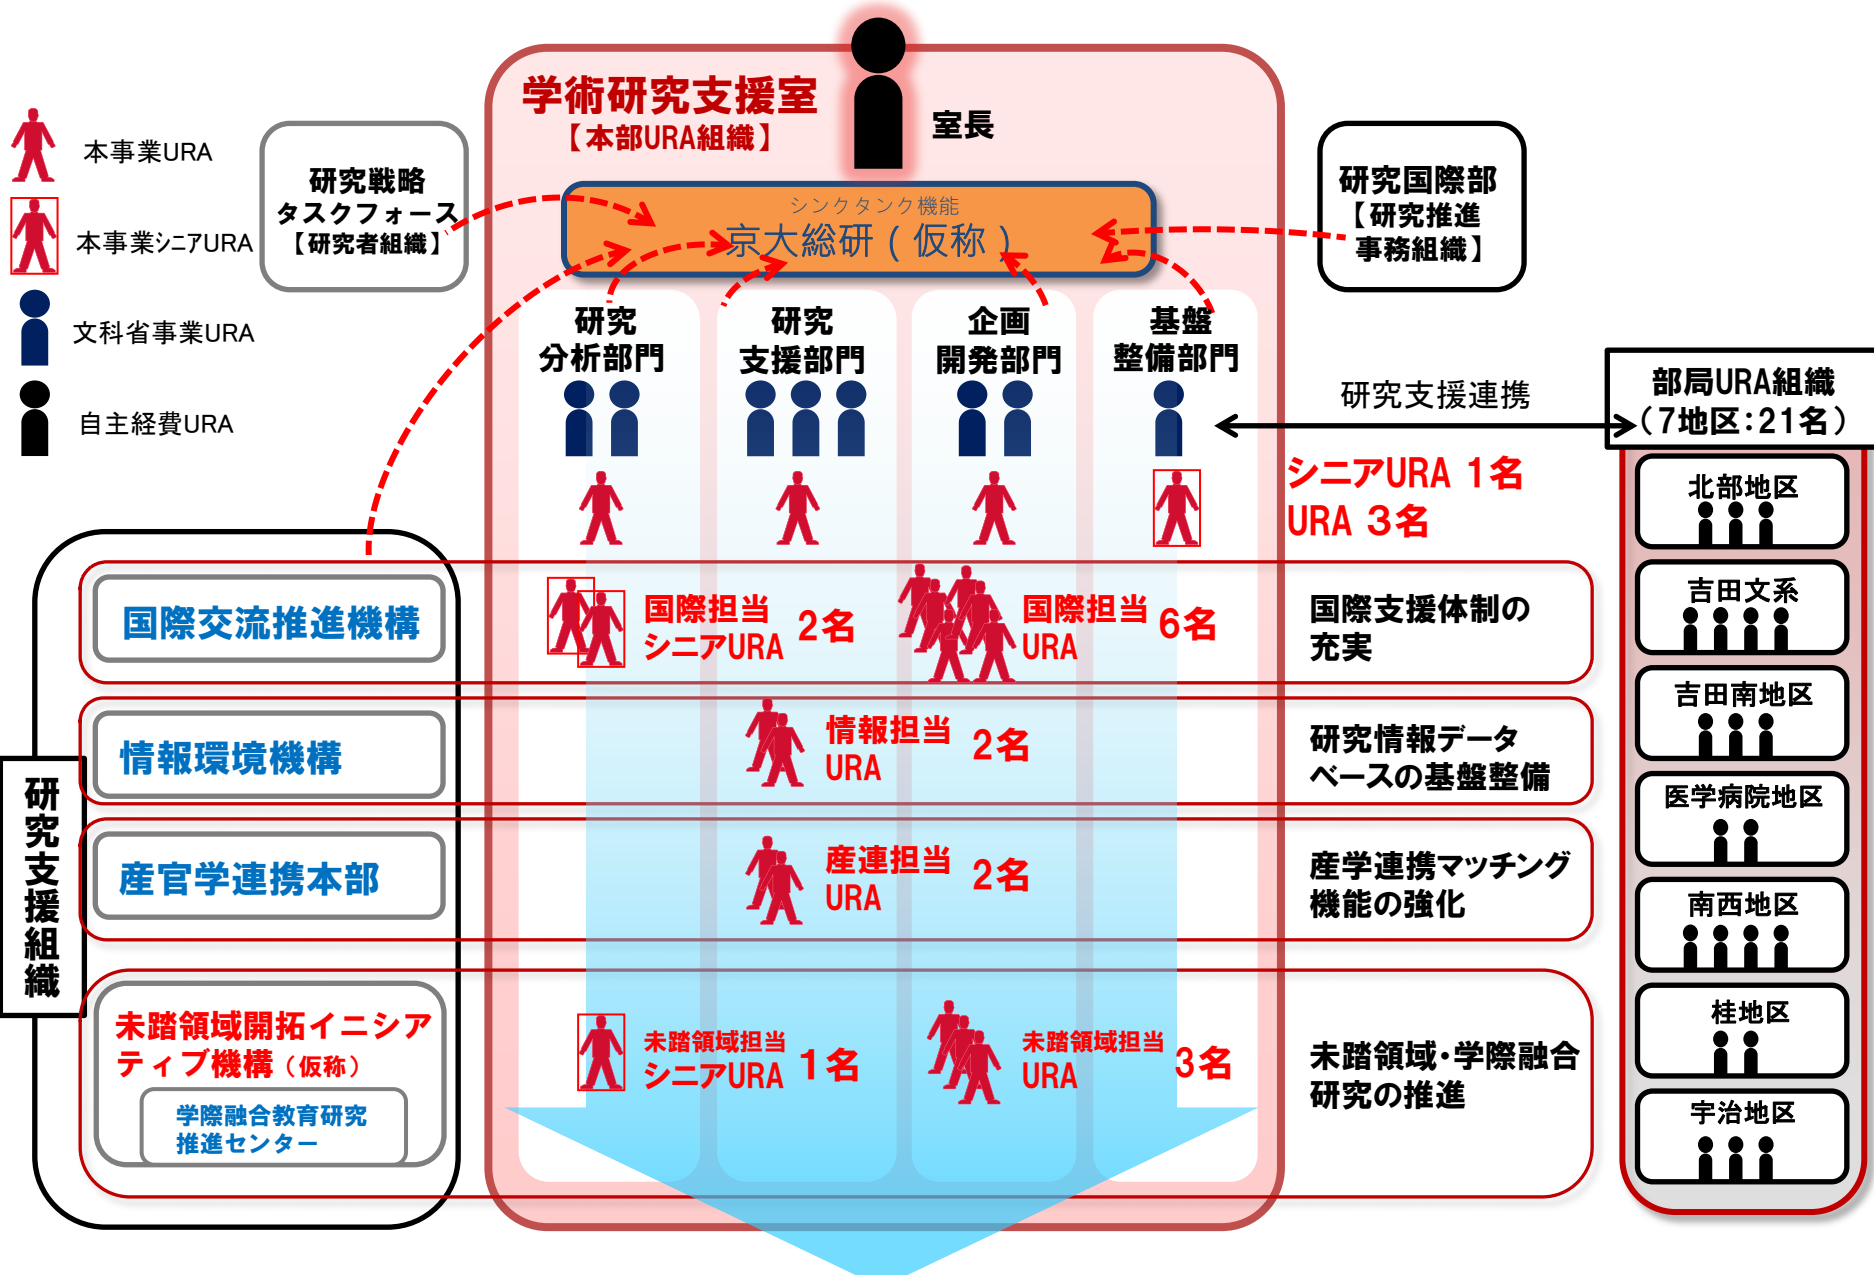 学術研究支援室
【本部URA組織】
室長
本事業URA
本事業シニアURA
文科省事業URA
自主経費URA
研究戦略
タスクフォース
【研究者組織】
シンクタンク機能
京大総研(仮称)
研究国際部
【研究推進
事務組織】
研究
分析部門
研究
支援部門
企画
開発部門
基盤
整備部門
研究支援連携
部局URA組織
(7地区:21名)
シニアURA 1名
URA 3名
北部地区
吉田文系
吉田南地区
医学病院地区
南西地区
桂地区
宇治地区
研究支援組織
国際交流推進機構
国際担当
シニアURA 2名
国際担当
URA 6名
国際支援体制の
充実
情報環境機構
情報担当
URA 2名
研究情報データ
ベースの基盤整備
産官学連携本部
産連担当
URA 2名
産学連携マッチング
機能の強化
未踏領域開拓イニシア
ティブ機構(仮称)
学際融合教育研究
推進センター
未踏領域担当
シニアURA 1名
未踏領域担当
URA 3名
未踏領域・学際融合
研究の推進